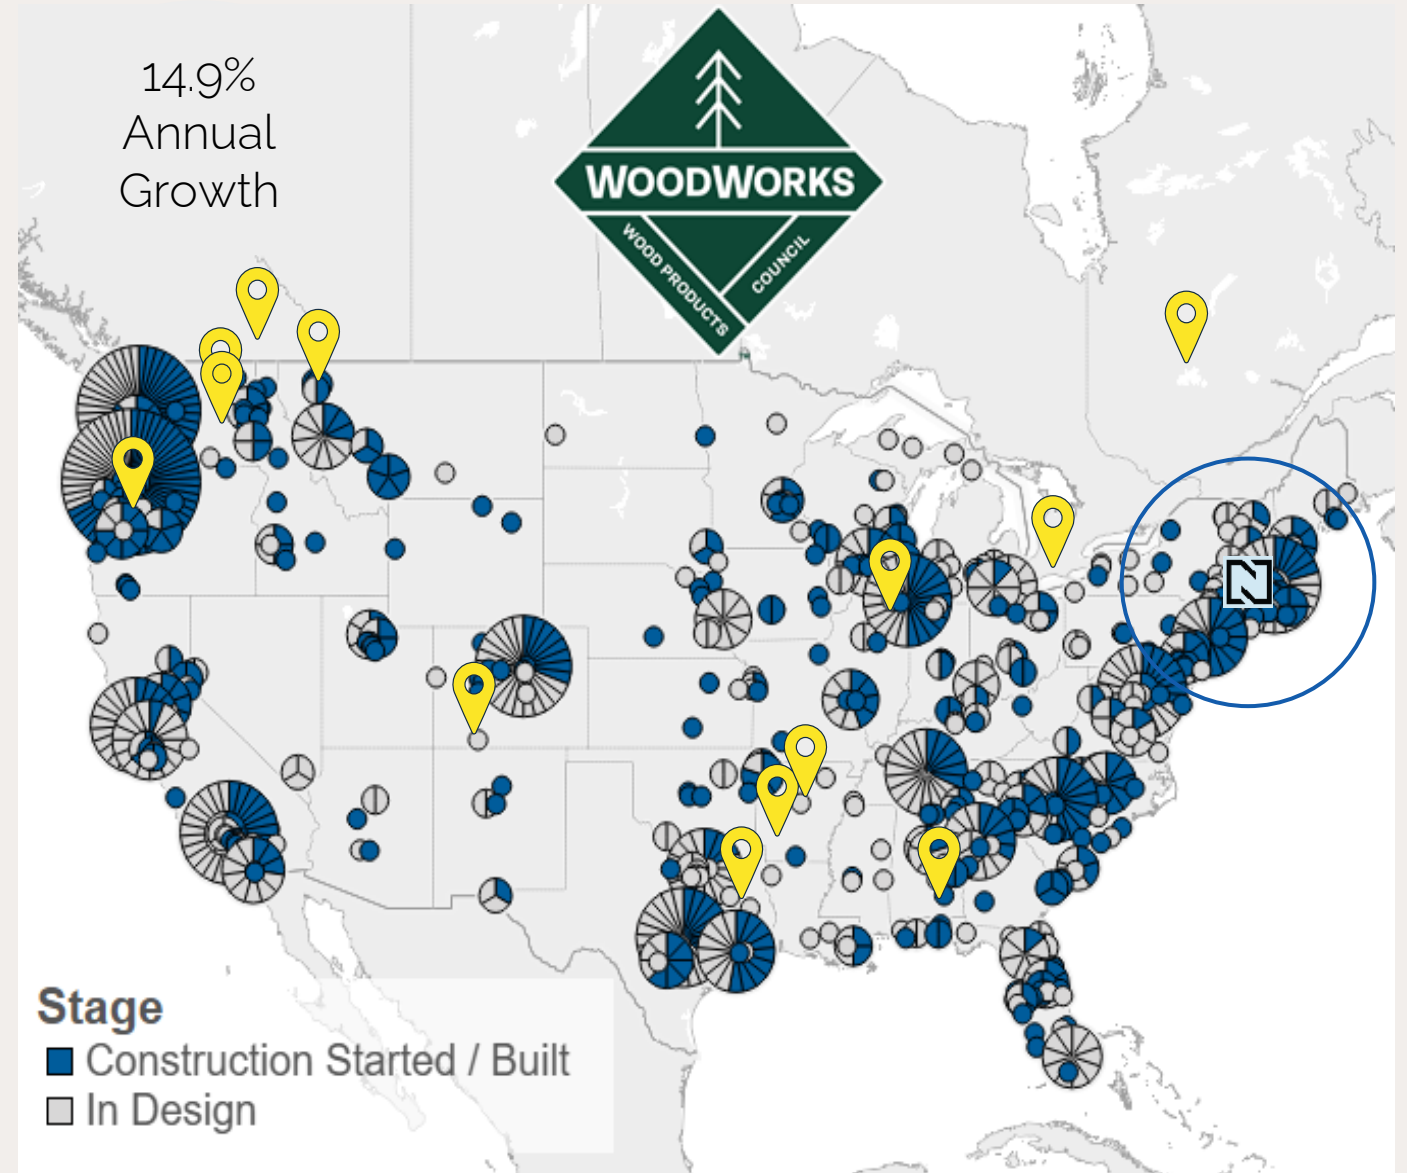 14.9%
Annual
Growth
WOODWORKS
WOOD PRODUCTS
COUNCIL
N
Stage
Construction Started / Built
In Design